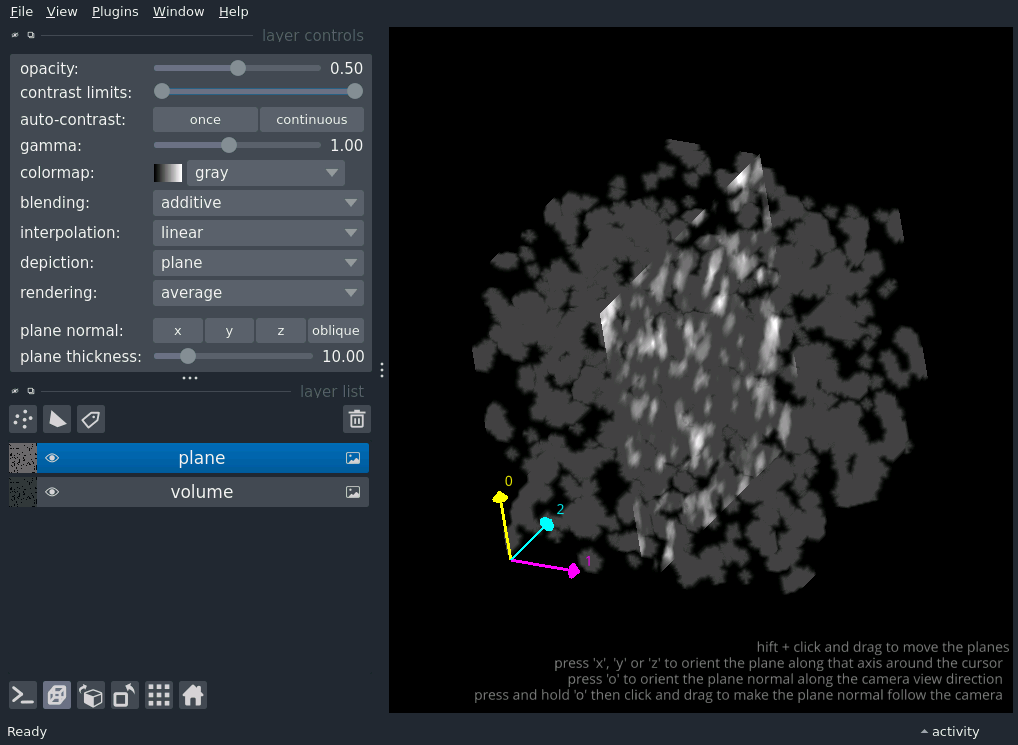 File View Plugins Window Help
layer controls
opacity: 0.50
contrast limits:
auto-contrast: once continuous
gamma: 1.00
colormap: gray
blending: additive
interpolation: linear
depiction: plane
rendering: average
plane normal: x y z oblique
plane thickness: 10.00
layer list
plane
volume
0
2
1
hift + click and drag to move the planes
press 'x', 'y' or 'z' to orient the plane along that axis around the cursor
press 'o' to orient the plane normal along the camera view direction
press and hold 'o' then click and drag to make the plane normal follow the camera
Ready activity